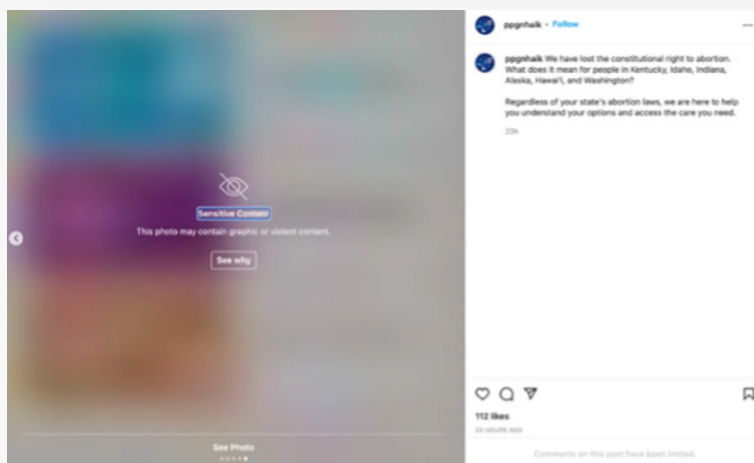 ppgnhaik • Follow
ppgnhaik We have lost the constitutional right to abortion.
What does it mean for people in Kentucky, Idaho, Indiana,
Alaska, Hawai'i, and Washington?
Regardless of your state's abortion laws, we are here to help
you understand your options and access the care you need.
23h
Sensitive Content
This photo may contain graphic or violent content.
See why
See Photo
112 likes
23 HOURS AGO
Comments on this post have been limited.